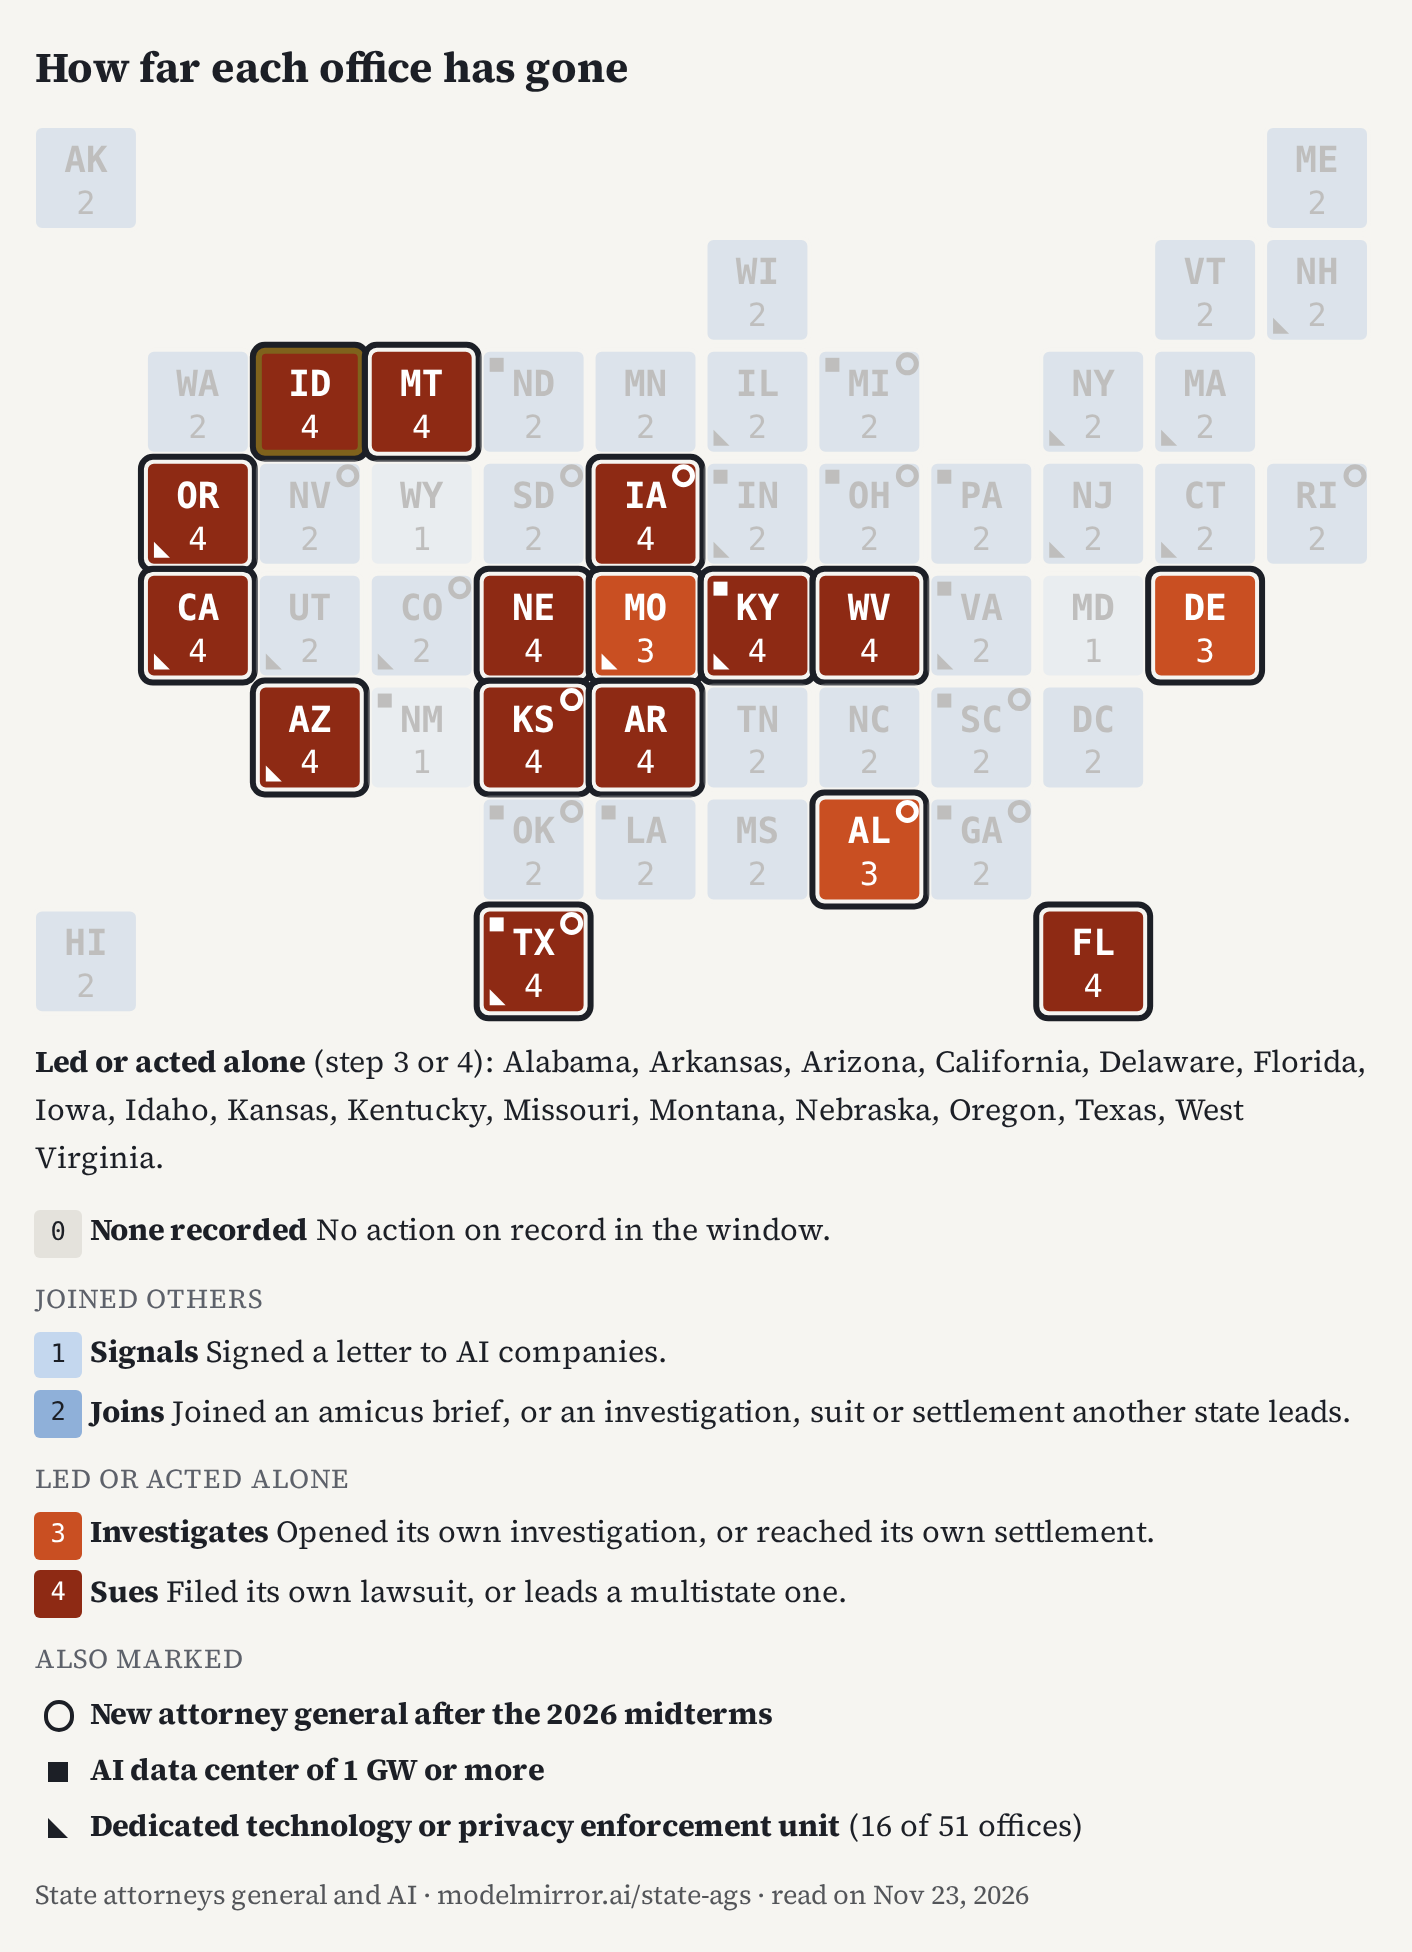 How far each office has gone
AK ME
2 2
WI VT NH
2 2 2
WA ID MT ND MN IL MI NY MA
2 4 4 2 2 2 2 2 2
OR NV WY SD IA IN OH PA NJ CT RI
4 2 1 2 4 2 2 2 2 2 2
CA UT CO NE MO KY WV VA MD DE
4 2 2 4 3 4 4 2 1 3
AZ NM KS AR TN NC SC DC
4 1 4 4 2 2 2 2
OK LA MS AL GA
2 2 2 3 2
HI TX FL
2 4 4
Led or acted alone (step 3 or 4): Alabama, Arkansas, Arizona, California, Delaware, Florida,
Iowa, Idaho, Kansas, Kentucky, Missouri, Montana, Nebraska, Oregon, Texas, West
Virginia.
0 None recorded No action on record in the window.
JOINED OTHERS
1 Signals Signed a letter to AI companies.
2 Joins Joined an amicus brief, or an investigation, suit or settlement another state leads.
LED OR ACTED ALONE
3 Investigates Opened its own investigation, or reached its own settlement.
4 Sues Filed its own lawsuit, or leads a multistate one.
ALSO MARKED
New attorney general after the 2026 midterms
AI data center of 1 GW or more
Dedicated technology or privacy enforcement unit (16 of 51 offices)
State attorneys general and AI · modelmirror.ai/state-ags · read on Nov 23, 2026